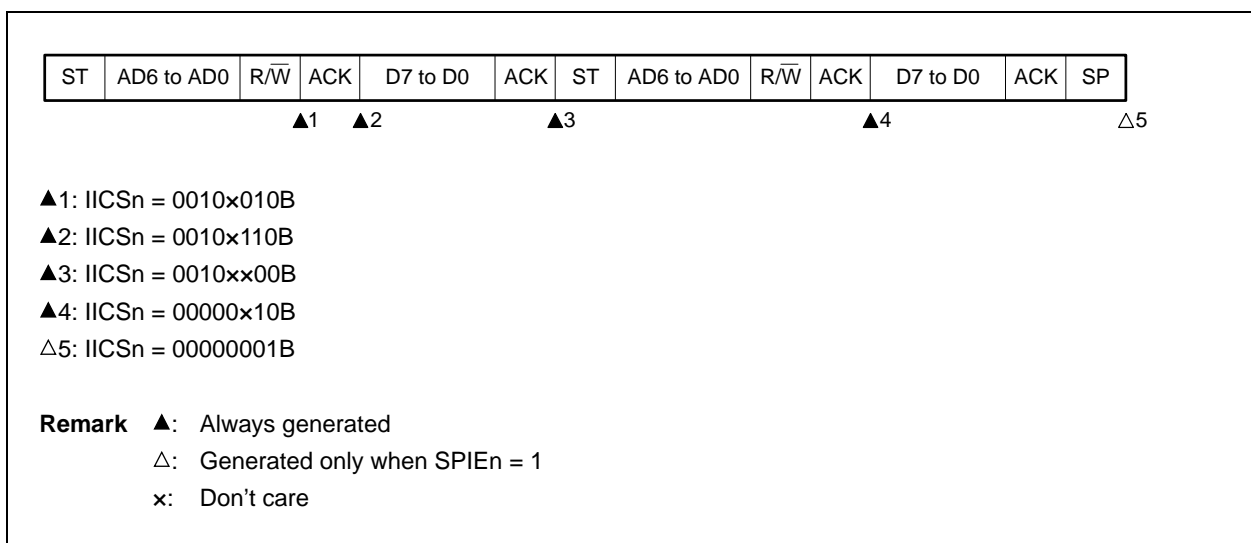 ST AD6 to AD0 R/W̅ ACK D7 to D0 ACK ST AD6 to AD0 R/W̅ ACK D7 to D0 ACK SP
▲1 ▲2 ▲3 ▲4 △5
▲1: IICSn = 0010×010B
▲2: IICSn = 0010×110B
▲3: IICSn = 0010××00B
▲4: IICSn = 00000×10B
△5: IICSn = 00000001B
Remark ▲: Always generated
△: Generated only when SPIEn = 1
×: Don't care